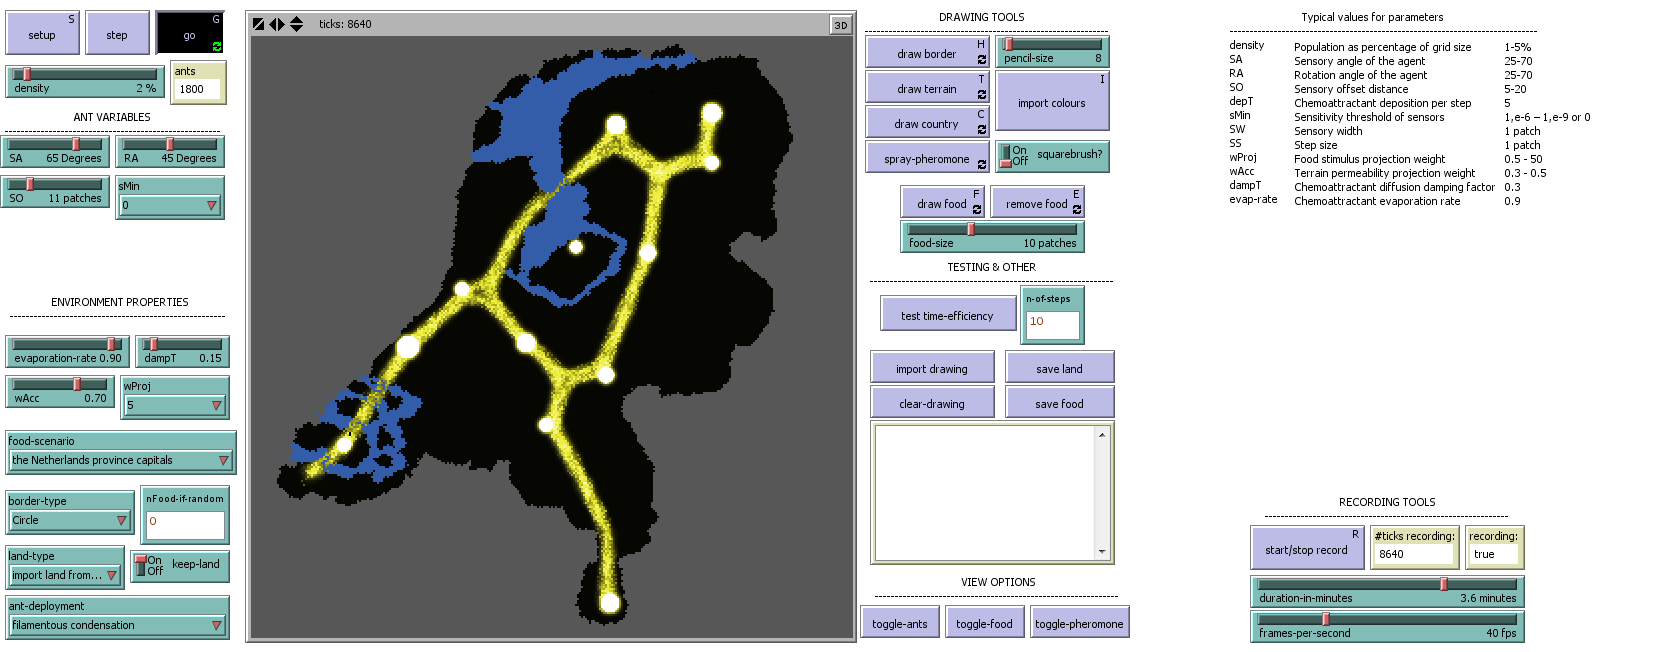 S
setup
step
G
go
density
2 %
ants
1800
ANT VARIABLES
SA
65 Degrees
RA
45 Degrees
SO
11 patches
sMin
0
ENVIRONMENT PROPERTIES
evaporation-rate 0.90
dampT
0.15
wAcc
0.70
wProj
5
food-scenario
the Netherlands province capitals
border-type
Circle
nFood-if-random
0
land-type
import land from...
On
Off
keep-land
ant-deployment
filamentous condensation
ticks: 8640
3D
DRAWING TOOLS
draw border
H
pencil-size
8
draw terrain
T
import colours
I
draw country
C
spray-pheromone
On
Off
squarebrush?
draw food
F
remove food
E
food-size
10 patches
TESTING & OTHER
test time-efficiency
n-of-steps
10
import drawing
save land
clear-drawing
save food
VIEW OPTIONS
toggle-ants
toggle-food
toggle-pheromone
Typical values for parameters
density Population as percentage of grid size 1-5%
SA Sensory angle of the agent 25-70
RA Rotation angle of the agent 25-70
SO Sensory offset distance 5-20
depT Chemoattractant deposition per step 5
sMin Sensitivity threshold of sensors 1,e-6 – 1,e-9 or 0
SW Sensory width 1 patch
SS Step size 1 patch
wProj Food stimulus projection weight 0.5 - 50
wAcc Terrain permeability projection weight 0.3 - 0.5
dampT Chemoattractant diffusion damping factor 0.3
evap-rate Chemoattractant evaporation rate 0.9
RECORDING TOOLS
start/stop record
R
#ticks recording:
8640
recording:
true
duration-in-minutes
3.6 minutes
frames-per-second
40 fps